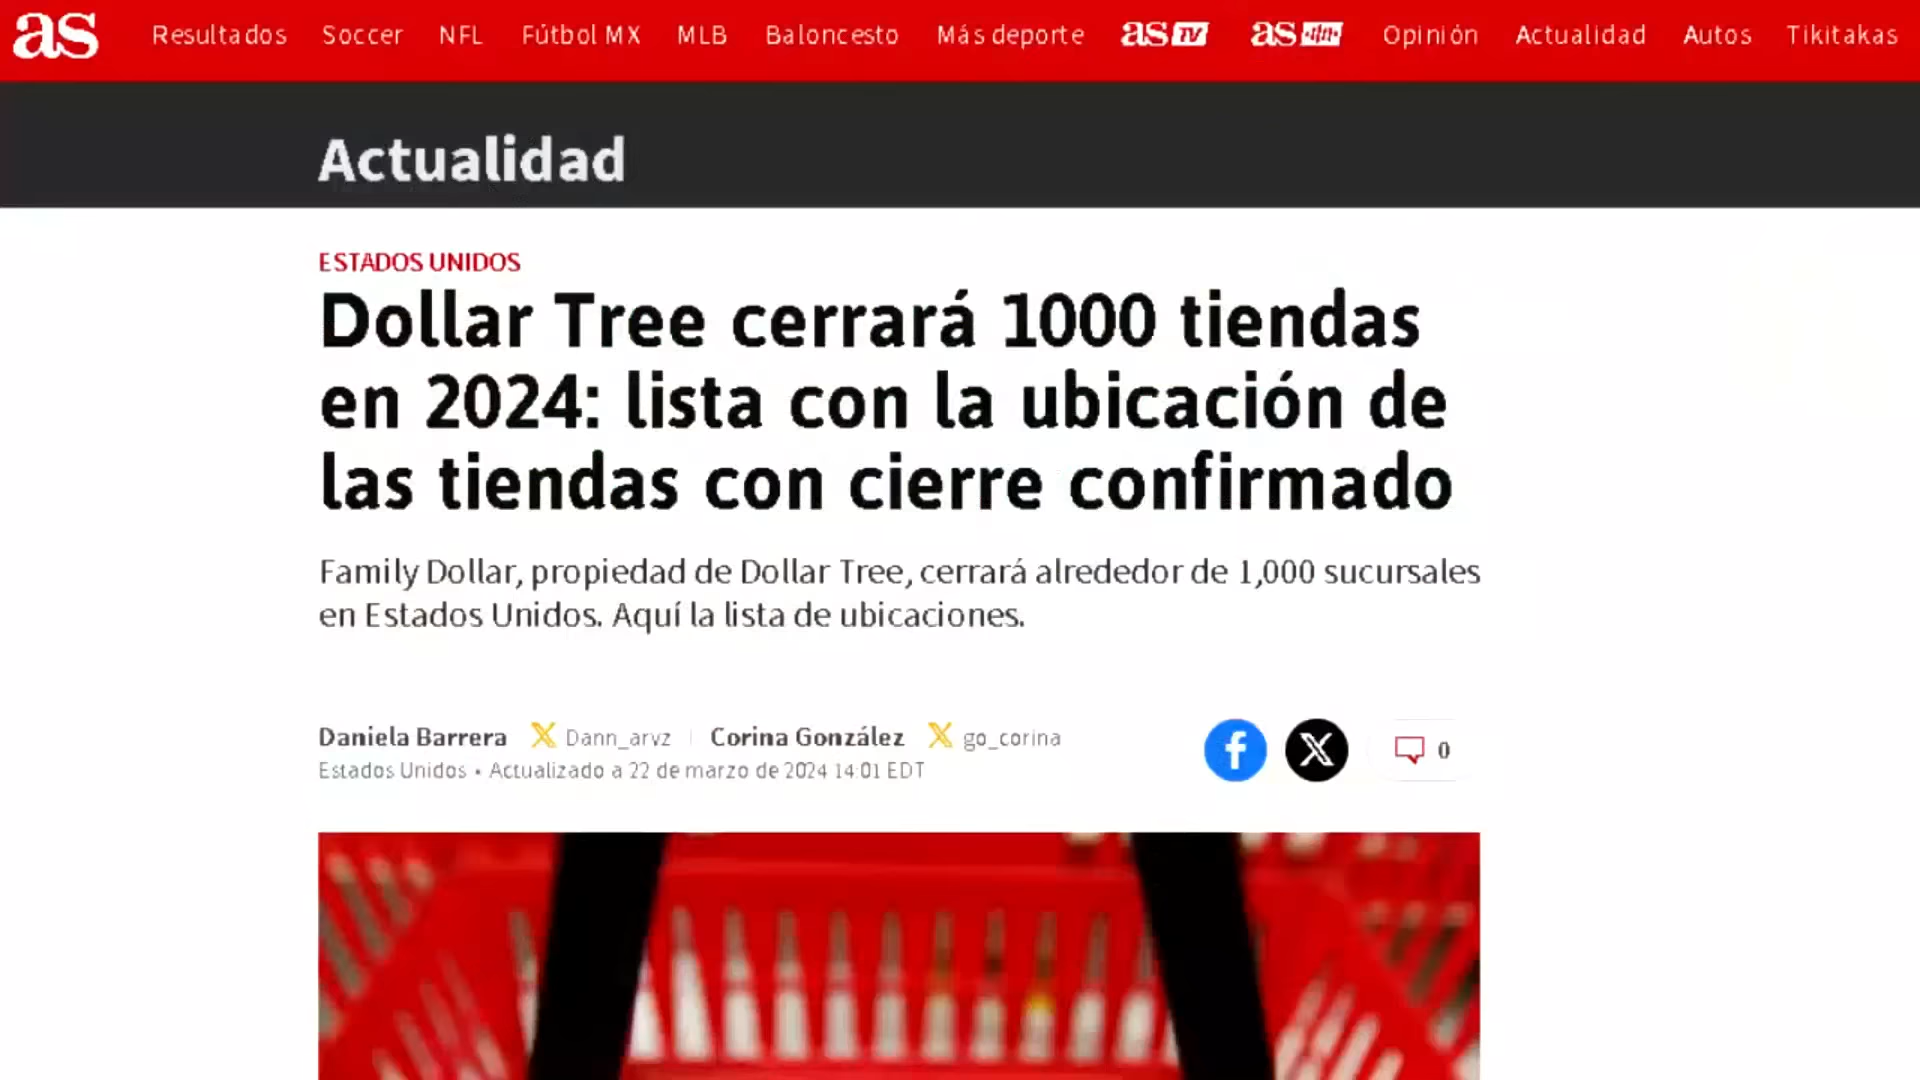 as Resultados Soccer NFL Fútbol MX MLB Baloncesto Más deporte as TV as Opinión Actualidad Autos Tikitakas
Actualidad
ESTADOS UNIDOS
Dollar Tree cerrará 1000 tiendas
en 2024: lista con la ubicación de
las tiendas con cierre confirmado
Family Dollar, propiedad de Dollar Tree, cerrará alrededor de 1,000 sucursales
en Estados Unidos. Aquí la lista de ubicaciones.
Daniela Barrera Dann_arvz Corina González go_corina
Estados Unidos • Actualizado a 22 de marzo de 2024 14:01 EDT
0